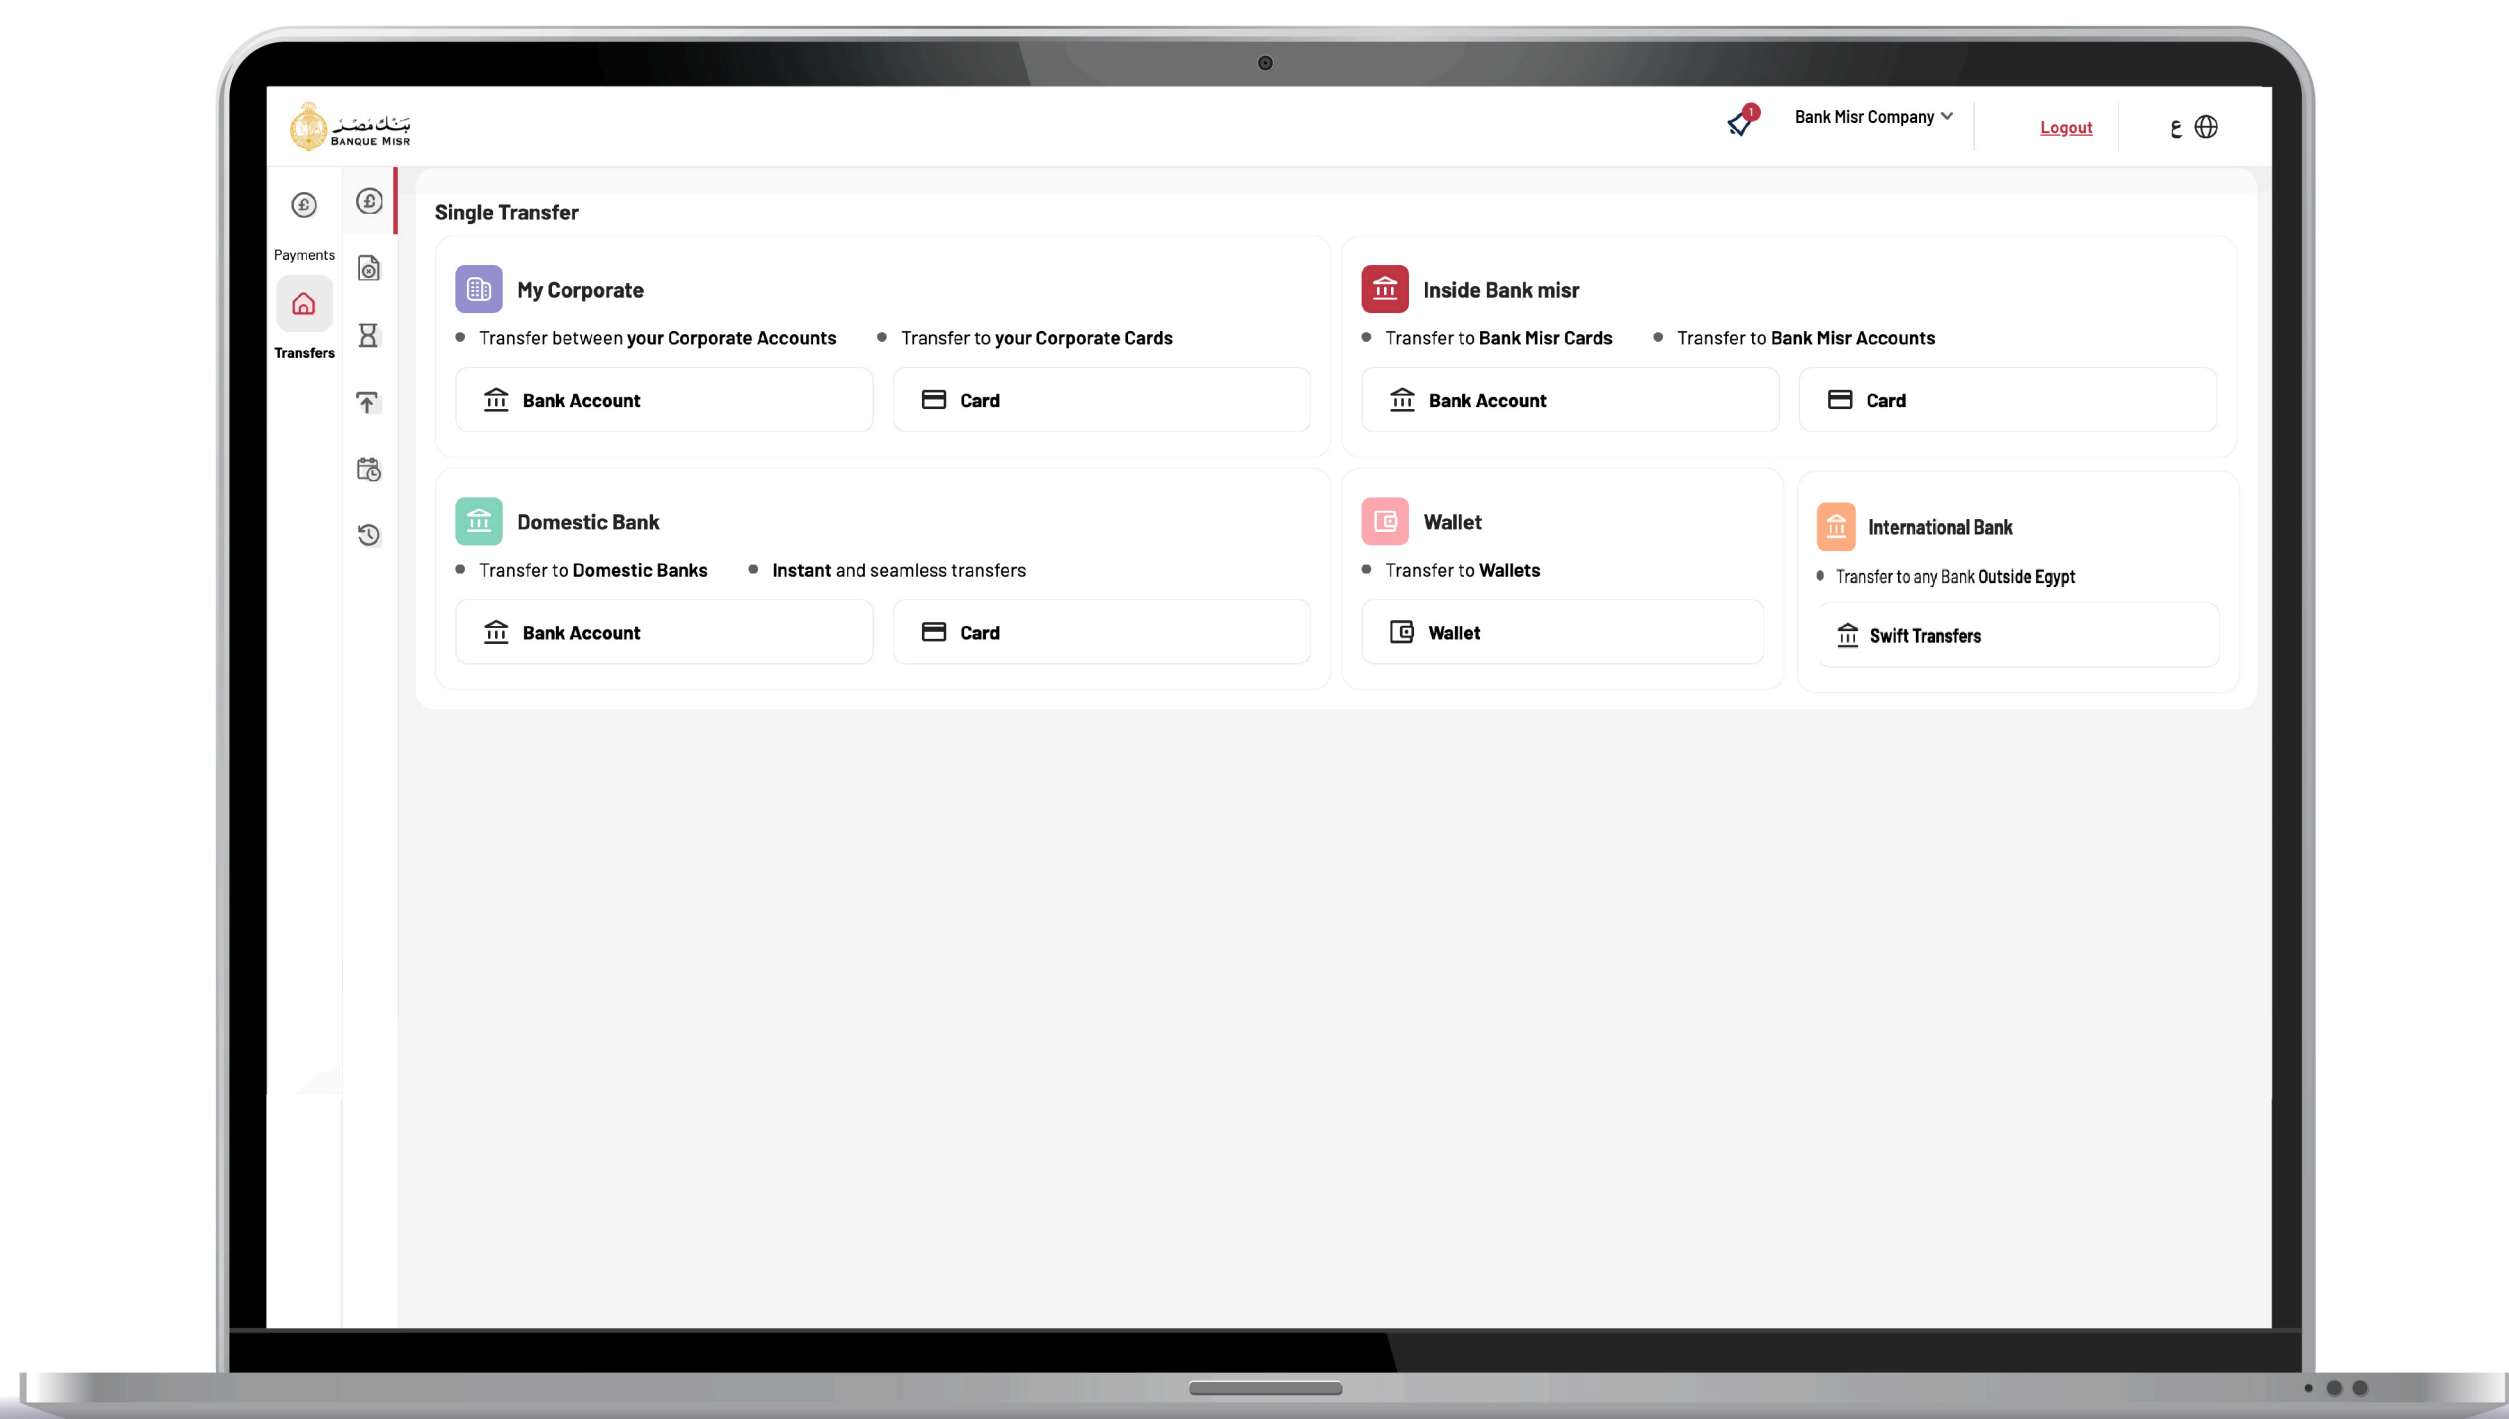 بنك مصر
BANQUE MISR
1
Bank Misr Company
Logout
ع
Payments
Transfers
Single Transfer
My Corporate
Transfer between your Corporate Accounts
Transfer to your Corporate Cards
Bank Account
Card
Inside Bank misr
Transfer to Bank Misr Cards
Transfer to Bank Misr Accounts
Bank Account
Card
Domestic Bank
Transfer to Domestic Banks
Instant and seamless transfers
Bank Account
Card
Wallet
Transfer to Wallets
Wallet
International Bank
Transfer to any Bank Outside Egypt
Swift Transfers